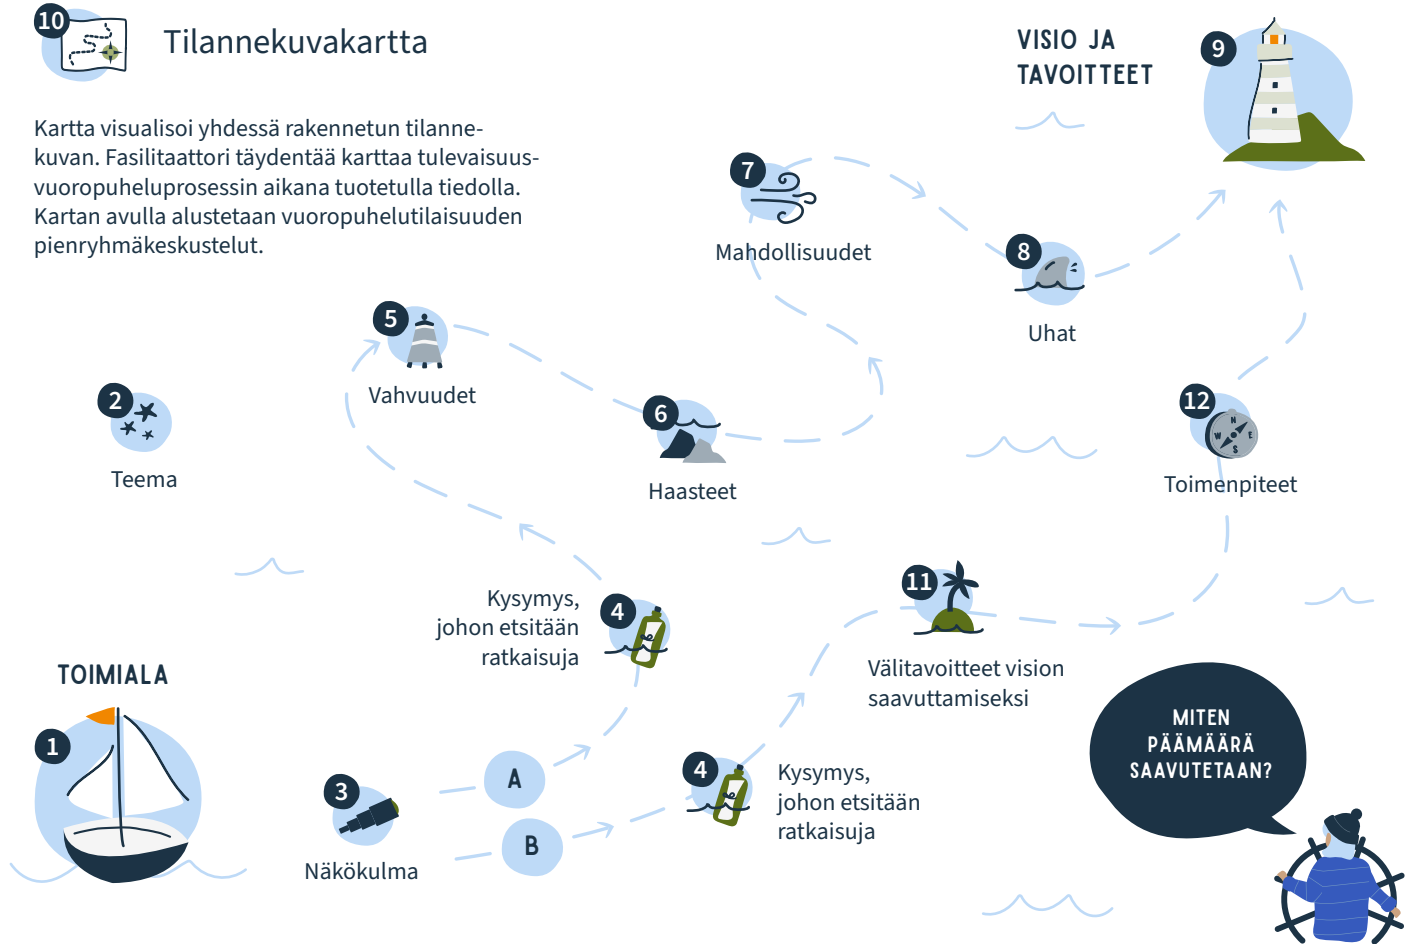 10
Tilannekuvakartta
Kartta visualisoi yhdessä rakennetun tilanne-
kuvan. Fasilitaattori täydentää karttaa tulevaisuus-
vuoropuheluprosessin aikana tuotetulla tiedolla.
Kartan avulla alustetaan vuoropuhelutilaisuuden
pienryhmäkeskustelut.
VISIO JA
TAVOITTEET
9
7
Mahdollisuudet
8
Uhat
5
Vahvuudet
2
Teema
6
Haasteet
12
N
W
E
S
Toimenpiteet
Kysymys,
johon etsitään
ratkaisuja
4
11
Välitavoitteet vision
saavuttamiseksi
TOIMIALA
1
3
Näkökulma
A
B
4
Kysymys,
johon etsitään
ratkaisuja
MITEN
PÄÄMÄÄRÄ
SAAVUTETAAN?